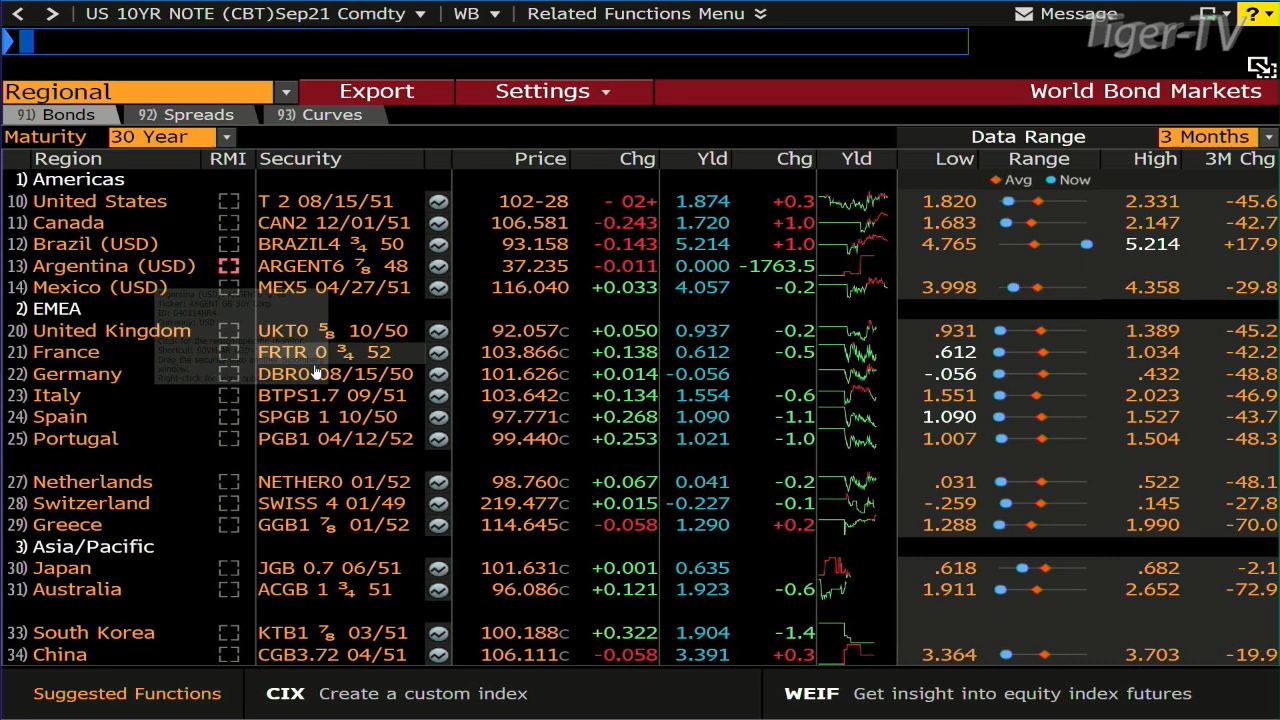 < > US 10YR NOTE (CBT)Sep21 Comdty WB Related Functions Menu Message ?
Tiger-TV
Regional Export Settings World Bond Markets
91) Bonds 92) Spreads 93) Curves
Maturity 30 Year Data Range 3 Months
Region RMI Security Price Chg Yld Chg Yld Low Range High 3M Chg
1) Americas Avg Now
10) United States T 2 08/15/51 102-28 - 02+ 1.874 +0.3 1.820 2.331 -45.6
11) Canada CAN2 12/01/51 106.581 -0.243 1.720 +1.0 1.683 2.147 -42.7
12) Brazil (USD) BRAZIL4 ¾ 50 93.158 -0.143 5.214 +1.0 4.765 5.214 +17.9
13) Argentina (USD) ARGENT6 ⅞ 48 37.235 -0.011 0.000 -1763.5
14) Mexico (USD) MEX5 04/27/51 116.040 +0.033 4.057 -0.2 3.998 4.358 -29.8
2) EMEA
20) United Kingdom UKT0 ⅝ 10/50 92.057c +0.050 0.937 -0.2 .931 1.389 -45.2
21) France FRTR 0 ¾ 52 103.866c +0.138 0.612 -0.5 .612 1.034 -42.2
22) Germany DBR0 08/15/50 101.626c +0.014 -0.056 -.056 .432 -48.8
23) Italy BTPS1.7 09/51 103.642c +0.134 1.554 -0.6 1.551 2.023 -46.9
24) Spain SPGB 1 10/50 97.771c +0.268 1.090 -1.1 1.090 1.527 -43.7
25) Portugal PGB1 04/12/52 99.440c +0.253 1.021 -1.0 1.007 1.504 -48.3
27) Netherlands NETHER0 01/52 98.760c +0.067 0.041 -0.2 .031 .522 -48.1
28) Switzerland SWISS 4 01/49 219.477c +0.015 -0.227 -0.1 -.259 .145 -27.8
29) Greece GGB1 ⅞ 01/52 114.645c -0.058 1.290 +0.2 1.288 1.990 -70.0
3) Asia/Pacific
30) Japan JGB 0.7 06/51 101.631c +0.001 0.635 .618 .682 -2.1
31) Australia ACGB 1 ¾ 51 96.086c +0.121 1.923 -0.6 1.911 2.652 -72.9
33) South Korea KTB1 ⅞ 03/51 100.188c +0.322 1.904 -1.4
34) China CGB3.72 04/51 106.111c -0.058 3.391 +0.3 3.364 3.703 -19.9
Suggested Functions CIX Create a custom index WEIF Get insight into equity index futures